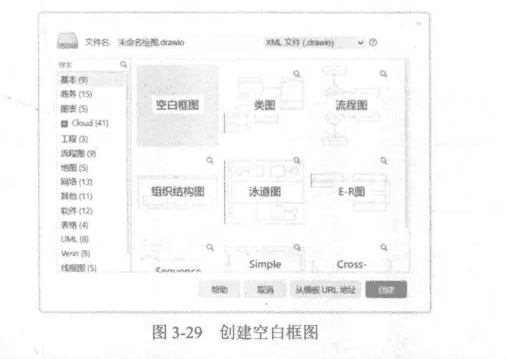 文件名: 未命名绘图.drawio XML 文件 (.drawio)
搜索
基本 (9)
商务 (15)
图表 (5)
Cloud (41)
工程 (3)
流程图 (9)
地图 (5)
网络 (13)
其他 (11)
软件 (12)
表格 (4)
UML (8)
Venn (8)
线框图 (5)
空白框图 类图 流程图
组织结构图 泳道图 E-R图
Sequence Simple Cross-
帮助 取消 从模板 URL 地址 创建
图 3-29 创建空白框图